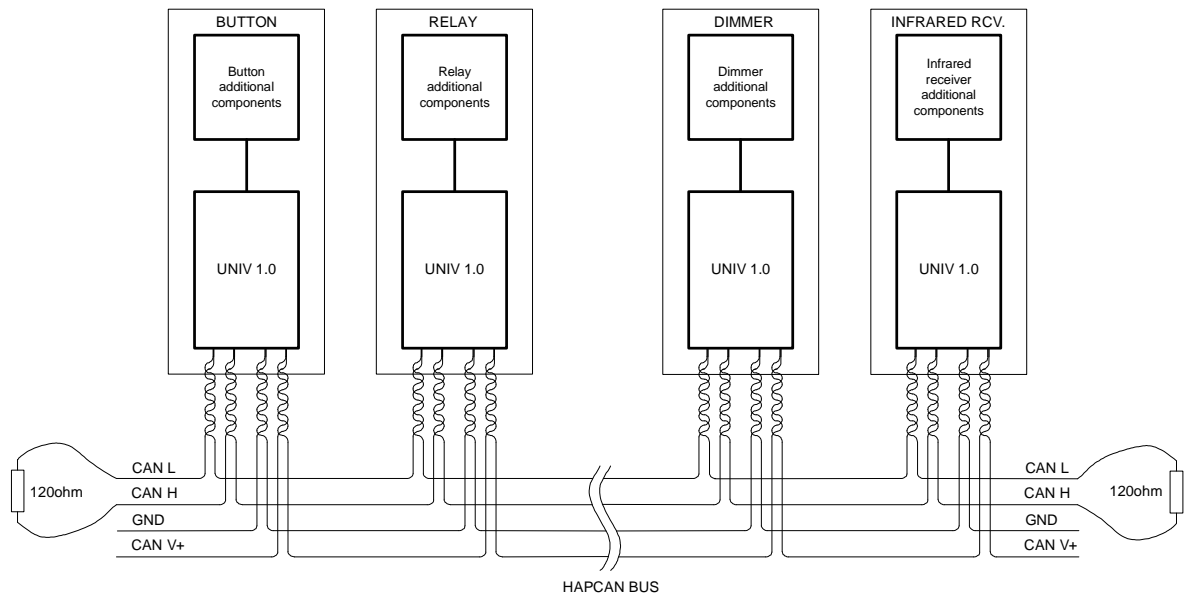 BUTTON
RELAY
DIMMER
INFRARED RCV.
Button
additional
components
Relay
additional
components
Dimmer
additional
components
Infrared
receiver
additional
components
UNIV 1.0
UNIV 1.0
UNIV 1.0
UNIV 1.0
120ohm
CAN L
CAN H
GND
CAN V+
CAN L
CAN H
GND
CAN V+
120ohm
HAPCAN BUS